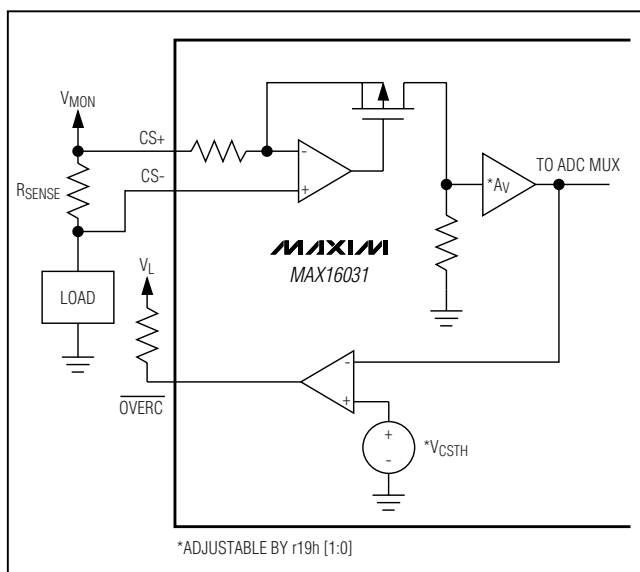 VMON
CS+
-
TO ADC MUX
*AV
RSENSE
CS-
+
MAXIM
MAX16031
VL
LOAD
-
OVERC
+
+
-
*VCSTH
*ADJUSTABLE BY r19h [1:0]